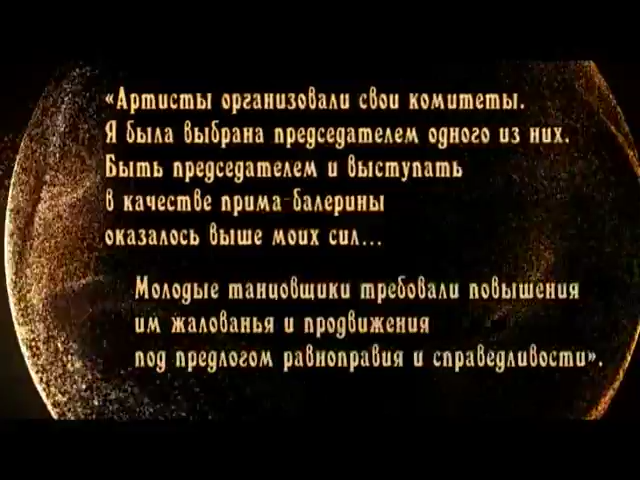 «Артисты организовали свои комитеты.
Я была выбрана председателем одного из них.
Быть председателем и выступать
в качестве прима-балерины
оказалось выше моих сил...
Молодые танцовщики требовали повышения
им жалованья и продвижения
под предлогом равноправия и справедливости».